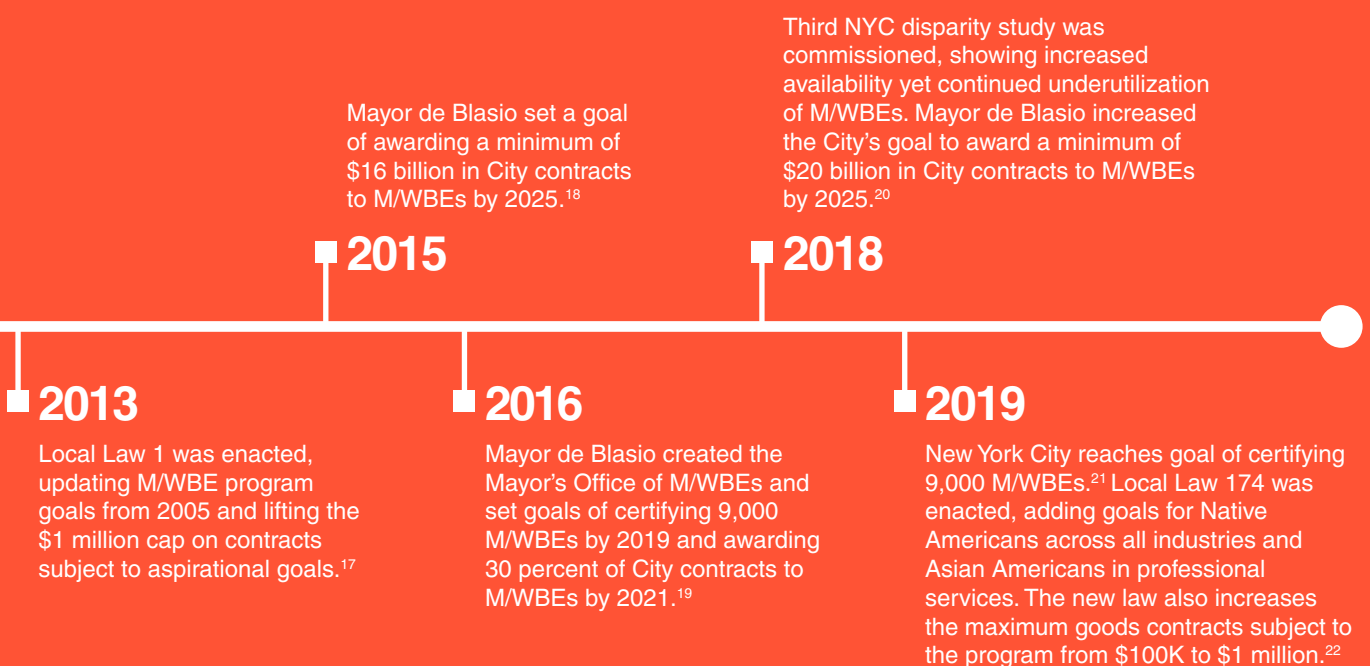 Third NYC disparity study was
commissioned, showing increased
availability yet continued underutilization
of M/WBEs. Mayor de Blasio increased
the City's goal to award a minimum of
$20 billion in City contracts to M/WBEs
by 2025.20
2018
Mayor de Blasio set a goal
of awarding a minimum of
$16 billion in City contracts
to M/WBEs by 2025.18
2015
2013
Local Law 1 was enacted,
updating M/WBE program
goals from 2005 and lifting the
$1 million cap on contracts
subject to aspirational goals.17
2016
Mayor de Blasio created the
Mayor's Office of M/WBEs and
set goals of certifying 9,000
M/WBEs by 2019 and awarding
30 percent of City contracts to
M/WBEs by 2021.19
2019
New York City reaches goal of certifying
9,000 M/WBEs.21 Local Law 174 was
enacted, adding goals for Native
Americans across all industries and
Asian Americans in professional
services. The new law also increases
the maximum goods contracts subject to
the program from $100K to $1 million.22